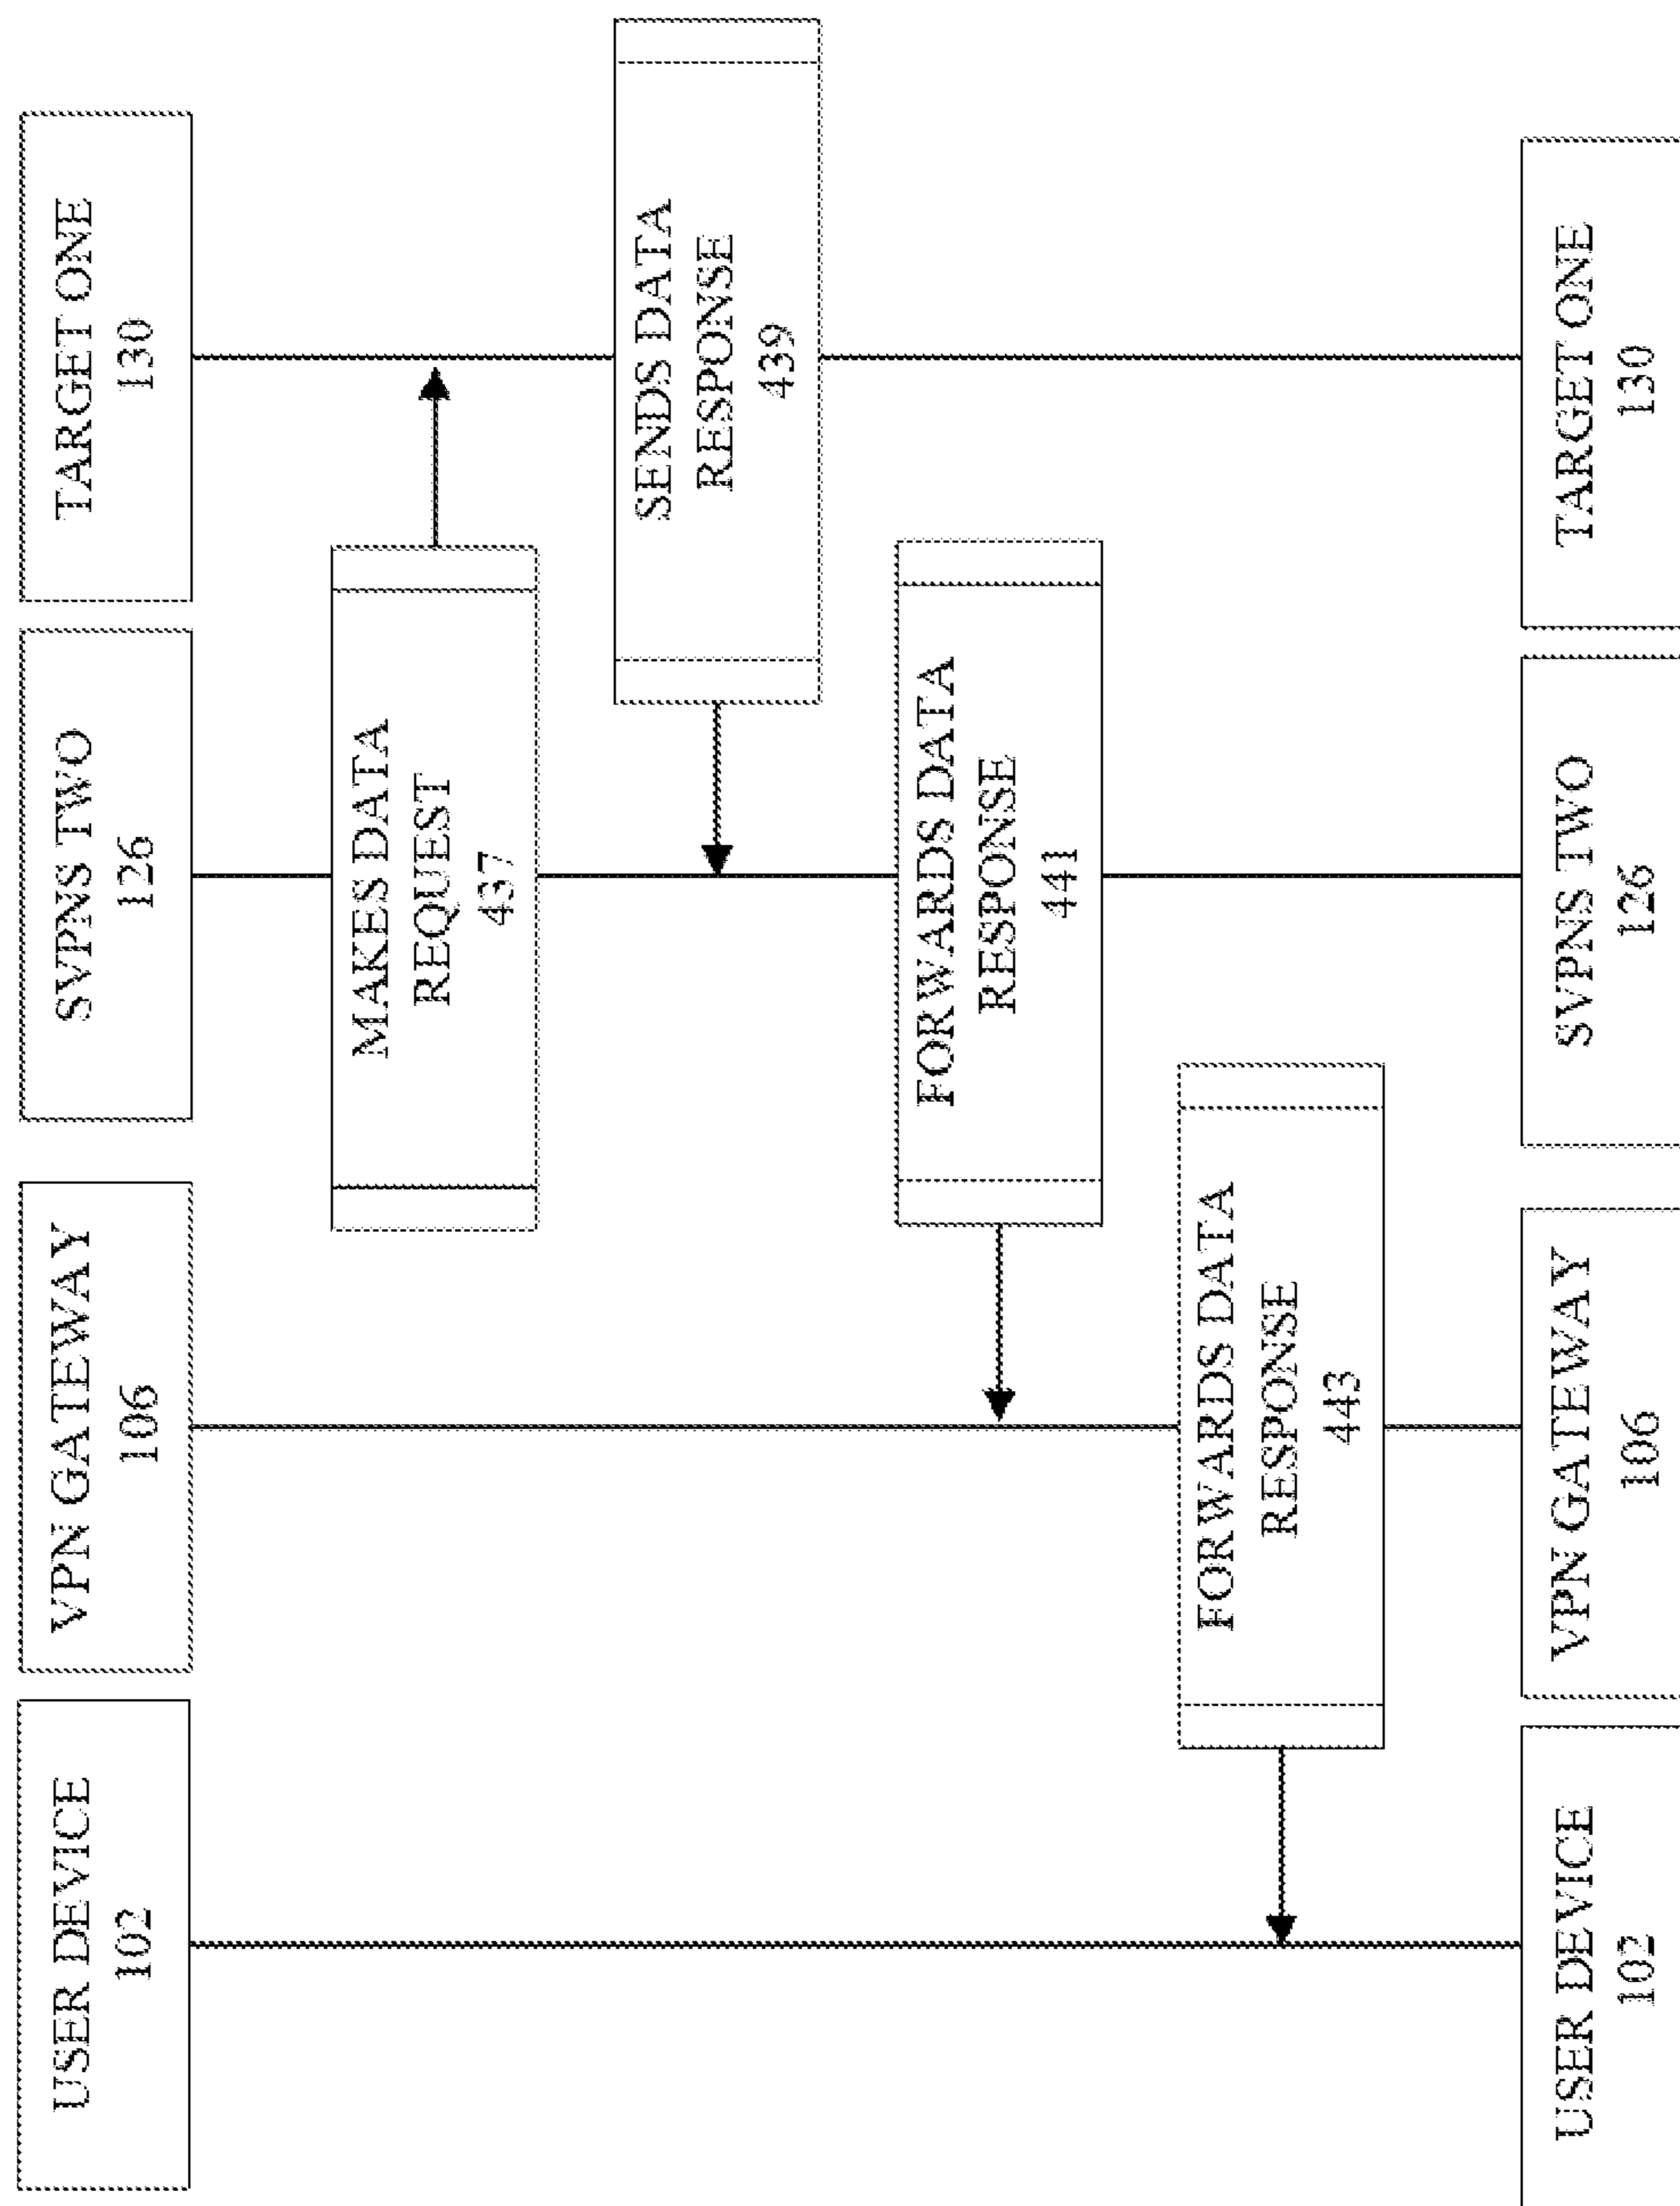 USER DEVICE
102
VPN GATEWAY
106
SVPNS TWO
126
TARGET ONE
130
MAKES DATA
REQUEST
437
SENDS DATA
RESPONSE
439
FORWARDS DATA
RESPONSE
441
FORWARDS DATA
RESPONSE
443
USER DEVICE
102
VPN GATEWAY
106
SVPNS TWO
126
TARGET ONE
130